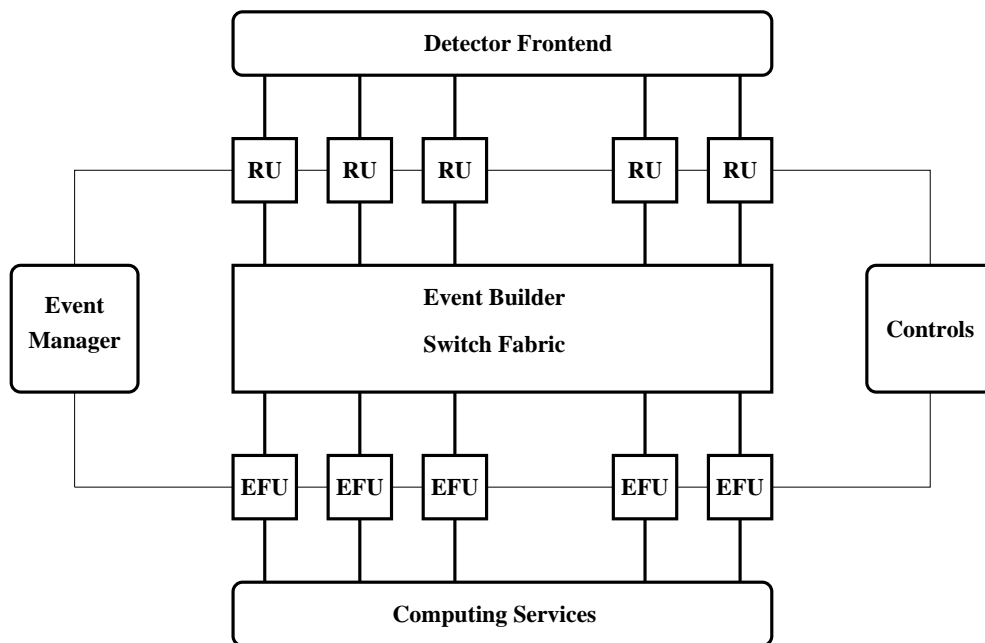 Detector Frontend
RU RU RU RU RU
Event Builder
Switch Fabric
Event
Manager
Controls
EFU EFU EFU EFU EFU
Computing Services